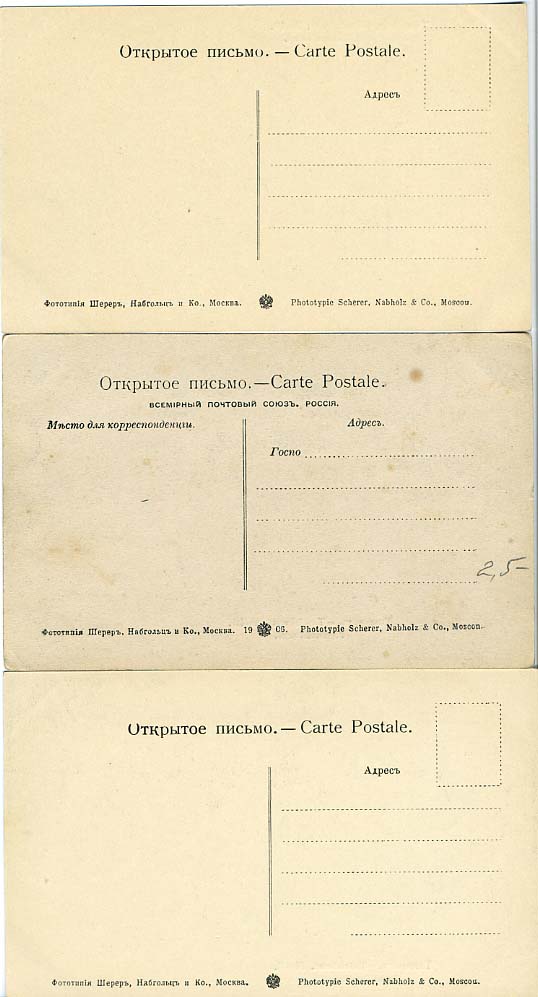 Открытое письмо. — Carte Postale.
Адресъ
Фототипія Шереръ, Набгольцъ и Ко., Москва. Phototypie Scherer, Nabholz & Co., Moscou.
Открытое письмо. — Carte Postale.
ВСЕМІРНЫЙ ПОЧТОВЫЙ СОЮЗЪ. РОССІЯ.
Мѣсто для корреспонденціи. Адресъ.
Госпо
2,5-
Фототипія Шереръ, Набгольцъ и Ко., Москва. 19 06. Phototypie Scherer, Nabholz & Co., Moscou.
Открытое письмо. — Carte Postale.
Адресъ
Фототипія Шереръ, Набгольцъ и Ко., Москва. Phototypie Scherer, Nabholz & Co., Moscou.